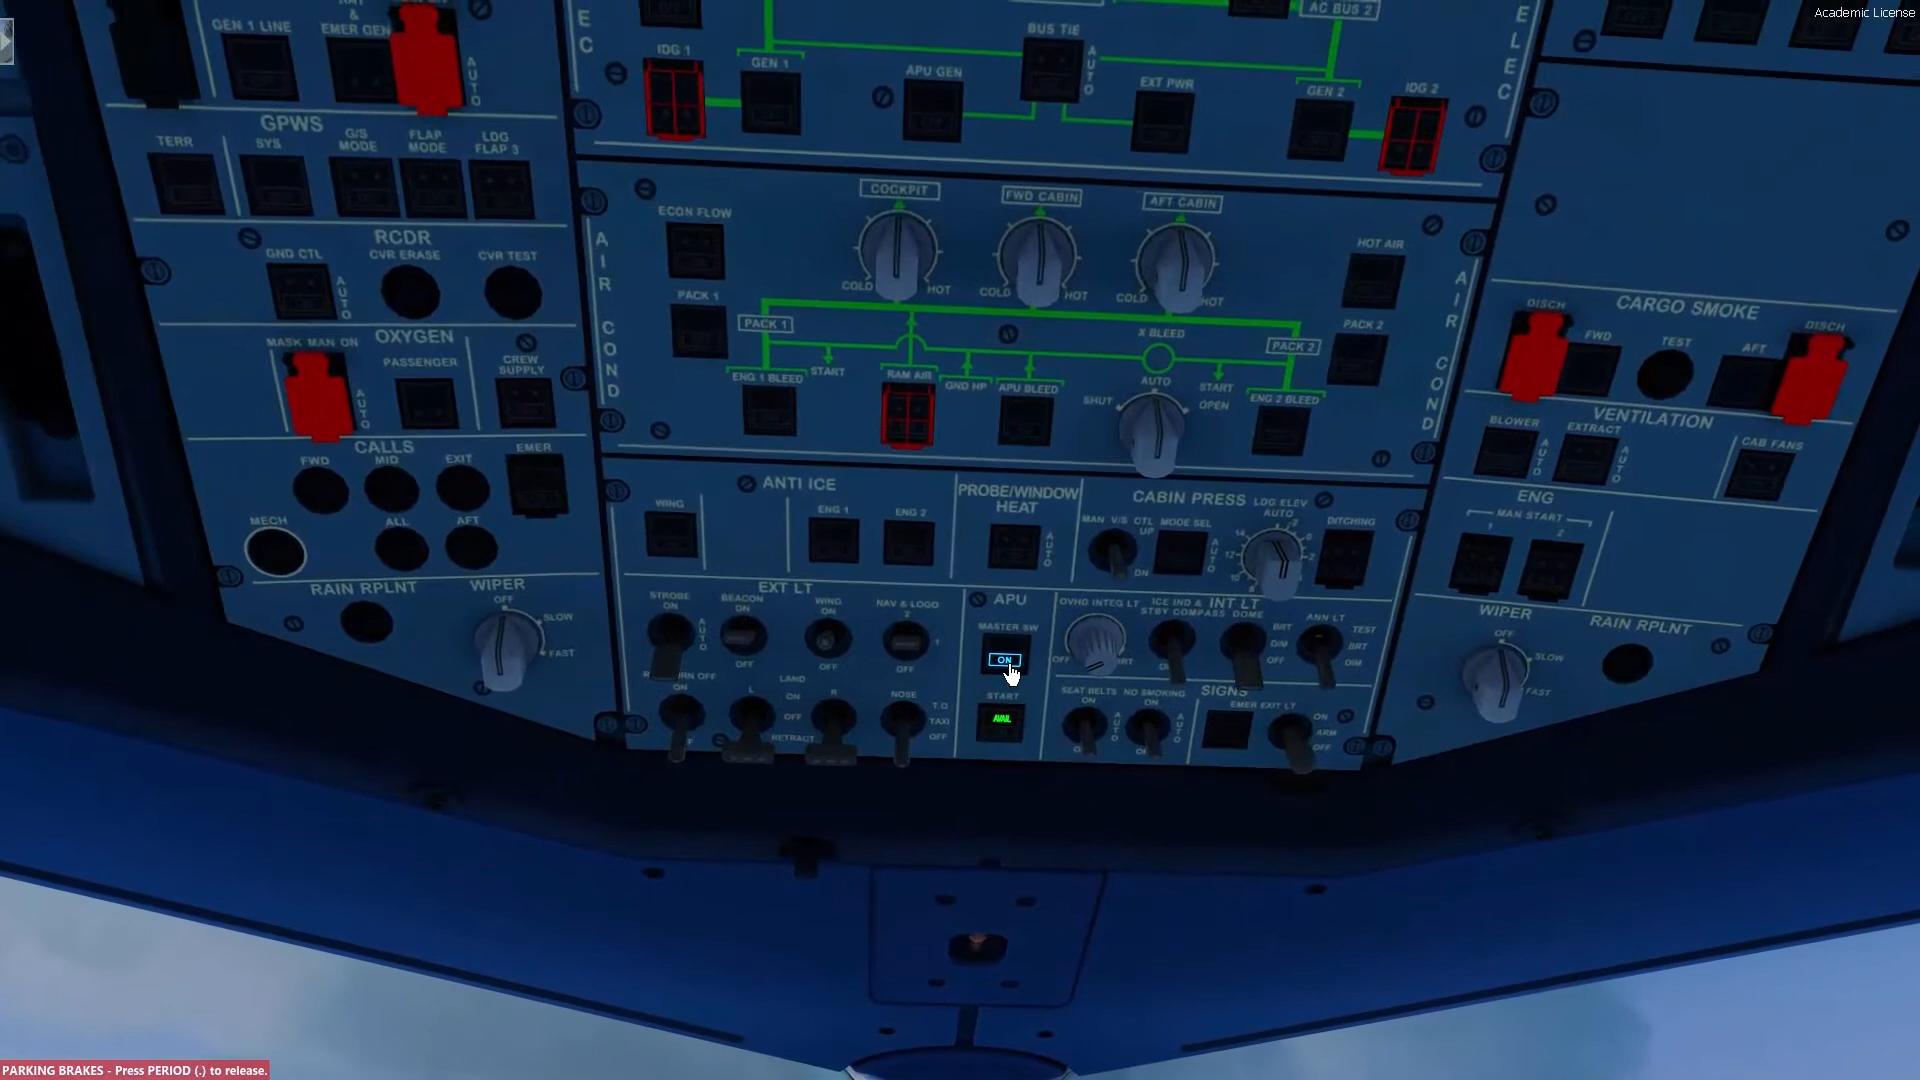 Academic License
GEN 1 LINE
&
EMER GEN
AUTO
ELEC
AC BUS 2
ELEC
BUS TIE
AUTO
IDG 1
GEN 1
APU GEN
EXT PWR
GEN 2
IDG 2
GPWS
TERR
SYS
G/S MODE
FLAP MODE
LDG FLAP 3
RCDR
GND CTL
AUTO
CVR ERASE
CVR TEST
OXYGEN
MASK MAN ON
AUTO
PASSENGER
CREW SUPPLY
CALLS
FWD
MID
EXIT
EMER
MECH
ALL
AFT
RAIN RPLNT
WIPER
OFF
SLOW
FAST
AIR COND
ECON FLOW
COCKPIT
FWD CABIN
AFT CABIN
HOT AIR
COLD
HOT
COLD
HOT
COLD
HOT
PACK 1
PACK 1
X BLEED
PACK 2
PACK 2
ENG 1 BLEED
START
RAM AIR
GND HP
APU BLEED
AUTO
SHUT
OPEN
START
ENG 2 BLEED
AIR COND
ANTI ICE
WING
ENG 1
ENG 2
PROBE/WINDOW
HEAT
AUTO
CABIN PRESS
MAN V/S CTL
UP
DN
MODE SEL
AUTO
LDG ELEV
AUTO
DITCHING
EXT LT
STROBE
ON
AUTO
BEACON
ON
OFF
WING
ON
OFF
NAV & LOGO
2
1
OFF
ON
LAND
L
ON
R
OFF
RETRACT
NOSE
T.O
TAXI
OFF
APU
MASTER SW
ON
START
AVAIL
OVHD INTEG LT
OFF
BRT
ICE IND &
STBY COMPASS
INT LT
DOME
BRT
DIM
OFF
ANN LT
TEST
BRT
DIM
SIGNS
SEAT BELTS
ON
AUTO
NO SMOKING
ON
AUTO
EMER EXIT LT
ON
ARM
OFF
CARGO SMOKE
DISCH
FWD
TEST
AFT
DISCH
VENTILATION
BLOWER
AUTO
EXTRACT
AUTO
CAB FANS
ENG
MAN START
1
2
WIPER
OFF
SLOW
FAST
RAIN RPLNT
PARKING BRAKES - Press PERIOD (.) to release.